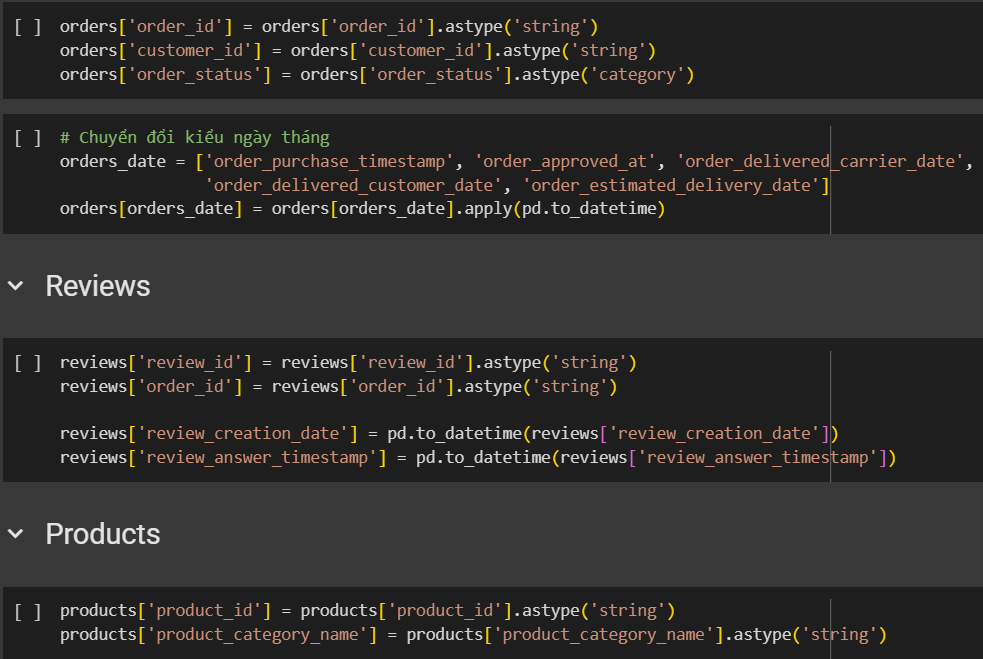 [ ] orders['order_id'] = orders['order_id'].astype('string')
orders['customer_id'] = orders['customer_id'].astype('string')
orders['order_status'] = orders['order_status'].astype('category')
[ ] # Chuyển đổi kiểu ngày tháng
orders_date = ['order_purchase_timestamp', 'order_approved_at', 'order_delivered_carrier_date',
'order_delivered_customer_date', 'order_estimated_delivery_date']
orders[orders_date] = orders[orders_date].apply(pd.to_datetime)
Reviews
[ ] reviews['review_id'] = reviews['review_id'].astype('string')
reviews['order_id'] = reviews['order_id'].astype('string')
reviews['review_creation_date'] = pd.to_datetime(reviews['review_creation_date'])
reviews['review_answer_timestamp'] = pd.to_datetime(reviews['review_answer_timestamp'])
Products
[ ] products['product_id'] = products['product_id'].astype('string')
products['product_category_name'] = products['product_category_name'].astype('string')